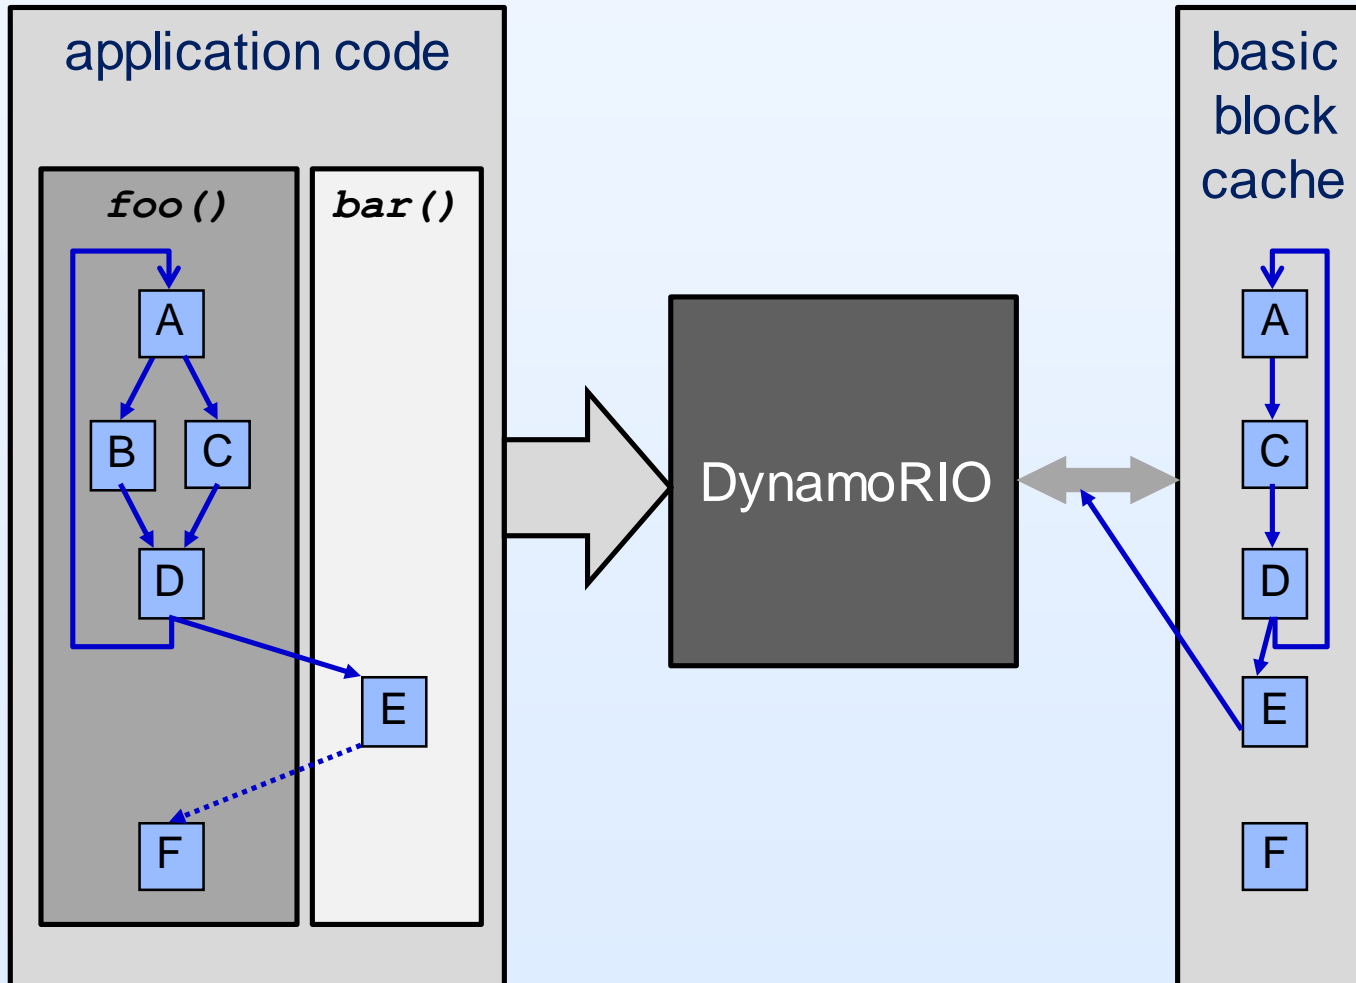 application code
foo()
bar()
A
B
C
D
E
F
DynamoRIO
basic
block
cache
A
C
D
E
F